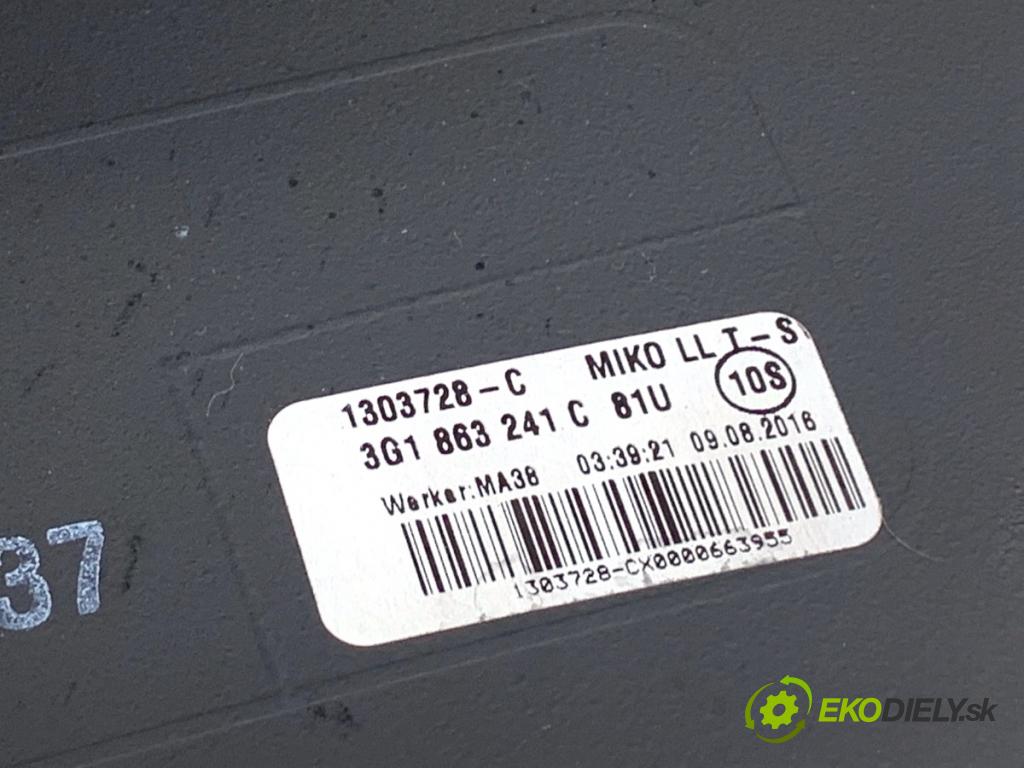 1303728-C MIKO LL T-S
3G1 863 241 C 81U 10S
Werker:MA38 03:39:21 09.08.2016
1303728-CX0000663955
37
EKODIELY.sk